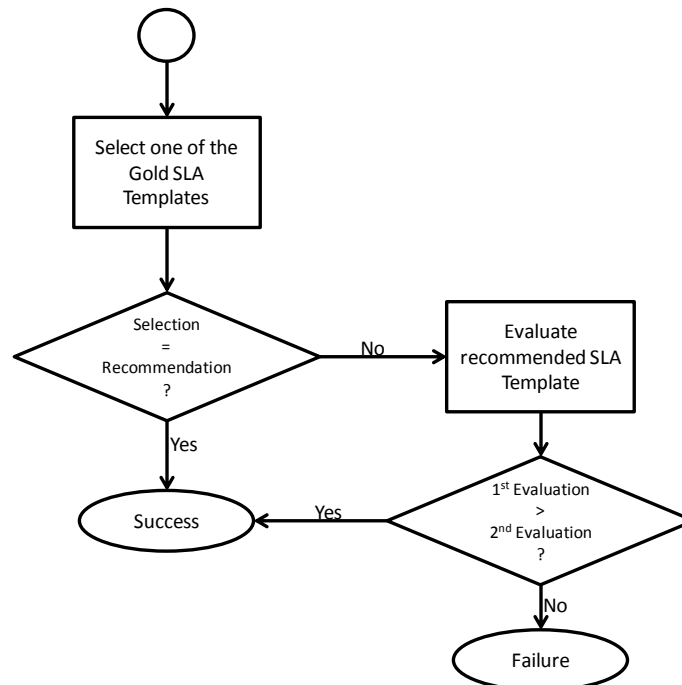 Select one of the
Gold SLA
Templates
Selection
=
Recommendation
?
No
Evaluate
recommended SLA
Template
Yes
1st Evaluation
>
2nd Evaluation
?
Yes
Success
No
Failure